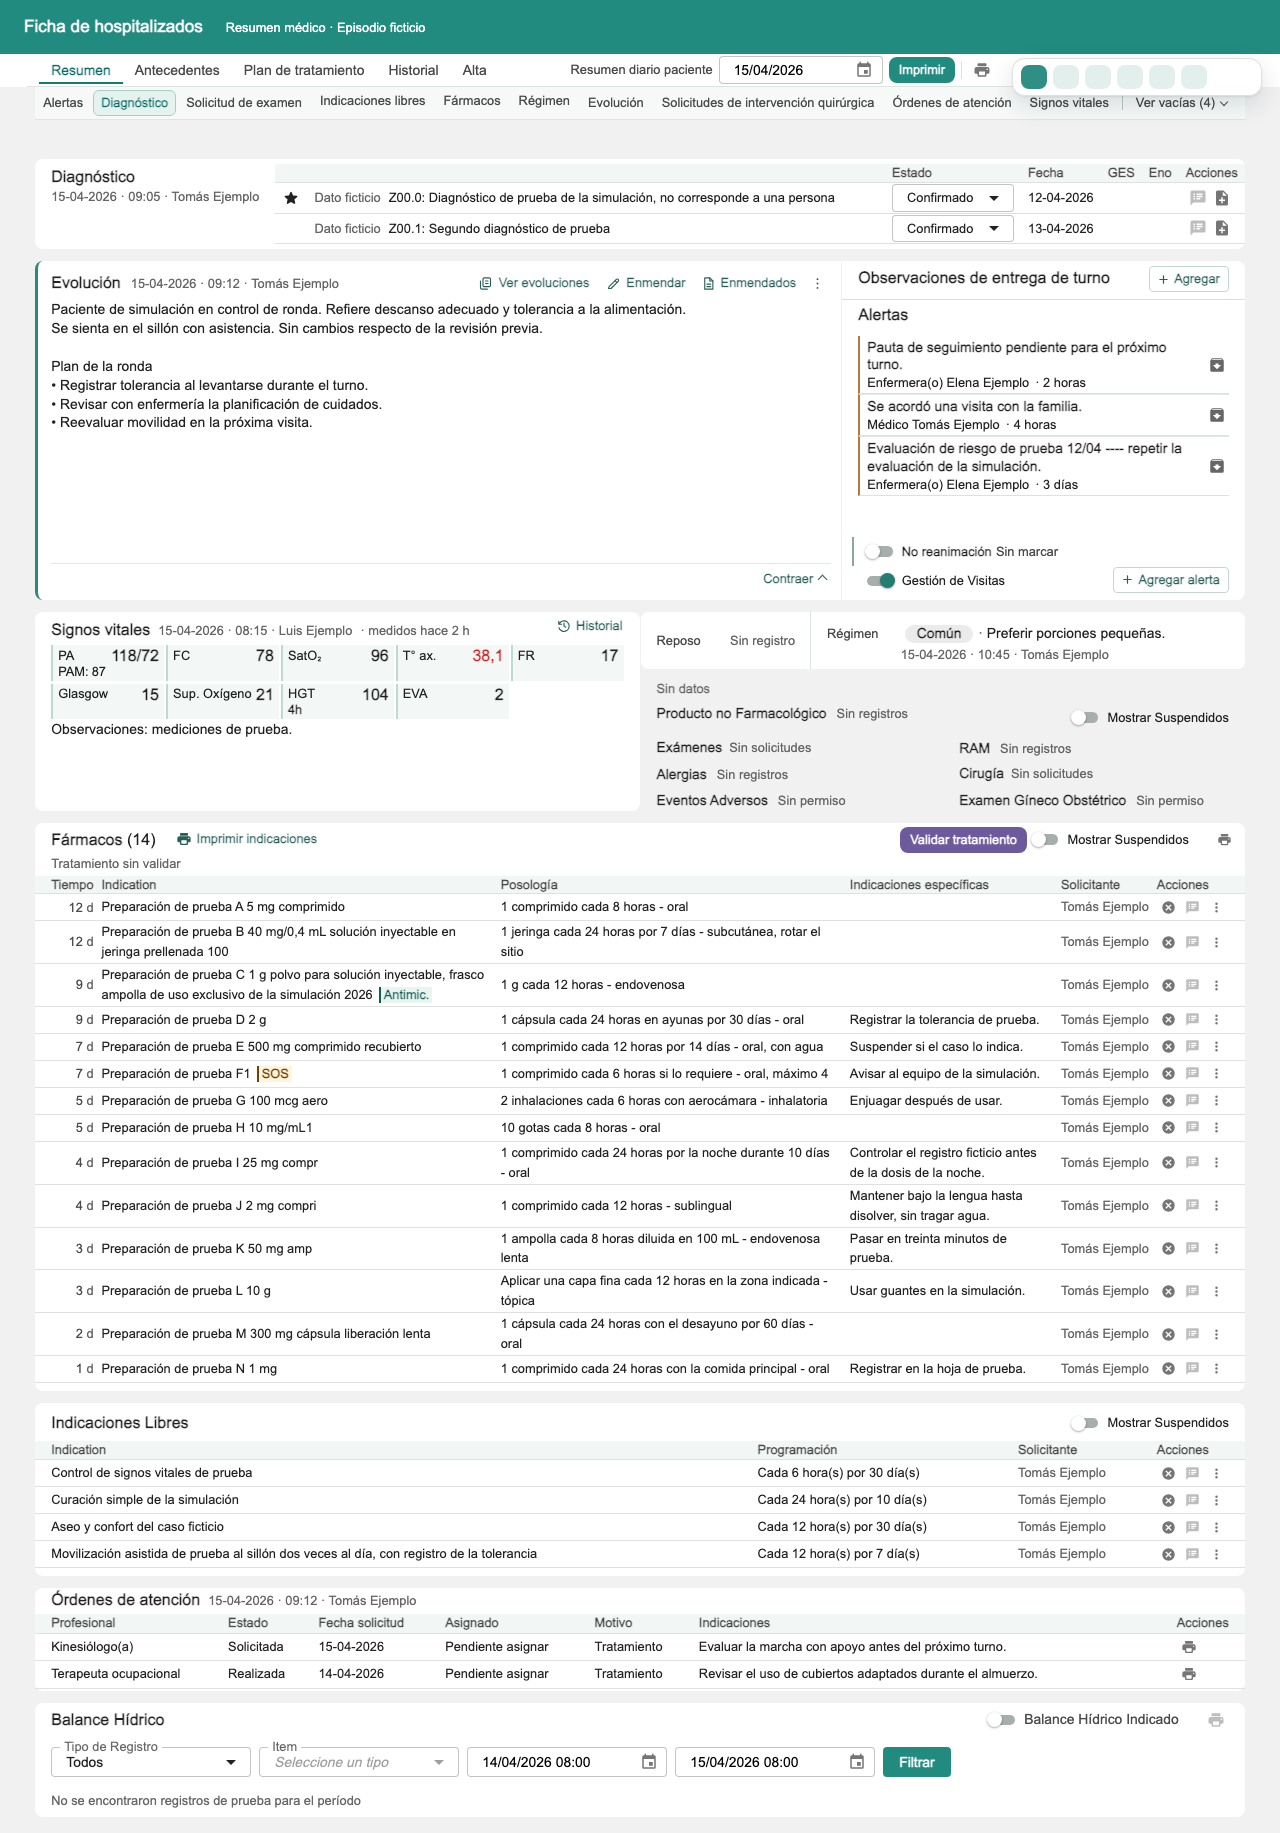 Ficha de hospitalizados Resumen médico · Episodio ficticio
Resumen Antecedentes Plan de tratamiento Historial Alta Resumen diario paciente 15/04/2026 Imprimir
Alertas Diagnóstico Solicitud de examen Indicaciones libres Fármacos Régimen Evolución Solicitudes de intervención quirúrgica Órdenes de atención Signos vitales Ver vacías (4)
Diagnóstico
15-04-2026 · 09:05 · Tomás Ejemplo
Estado Fecha GES Eno Acciones
Dato ficticio Z00.0: Diagnóstico de prueba de la simulación, no corresponde a una persona Confirmado 12-04-2026
Dato ficticio Z00.1: Segundo diagnóstico de prueba Confirmado 13-04-2026
Evolución 15-04-2026 · 09:12 · Tomás Ejemplo Ver evoluciones Enmendar Enmendados
Paciente de simulación en control de ronda. Refiere descanso adecuado y tolerancia a la alimentación.
Se sienta en el sillón con asistencia. Sin cambios respecto de la revisión previa.
Plan de la ronda
• Registrar tolerancia al levantarse durante el turno.
• Revisar con enfermería la planificación de cuidados.
• Reevaluar movilidad en la próxima visita.
Contraer
Observaciones de entrega de turno Agregar
Alertas
Pauta de seguimiento pendiente para el próximo
turno.
Enfermera(o) Elena Ejemplo · 2 horas
Se acordó una visita con la familia.
Médico Tomás Ejemplo · 4 horas
Evaluación de riesgo de prueba 12/04 ---- repetir la
evaluación de la simulación.
Enfermera(o) Elena Ejemplo · 3 días
No reanimación Sin marcar
Gestión de Visitas Agregar alerta
Signos vitales 15-04-2026 · 08:15 · Luis Ejemplo · medidos hace 2 h Historial
PA 118/72 FC 78 SatO₂ 96 T° ax. 38,1 FR 17
PAM: 87
Glasgow 15 Sup. Oxígeno 21 HGT 104 EVA 2
4h
Observaciones: mediciones de prueba.
Reposo Sin registro Régimen Común · Preferir porciones pequeñas.
15-04-2026 · 10:45 · Tomás Ejemplo
Sin datos
Producto no Farmacológico Sin registros Mostrar Suspendidos
Exámenes Sin solicitudes RAM Sin registros
Alergias Sin registros Cirugía Sin solicitudes
Eventos Adversos Sin permiso Examen Gíneco Obstétrico Sin permiso
Fármacos (14) Imprimir indicaciones Validar tratamiento Mostrar Suspendidos
Tratamiento sin validar
Tiempo Indication Posología Indicaciones específicas Solicitante Acciones
12 d Preparación de prueba A 5 mg comprimido 1 comprimido cada 8 horas - oral Tomás Ejemplo
12 d Preparación de prueba B 40 mg/0,4 mL solución inyectable en jeringa prellenada 100 1 jeringa cada 24 horas por 7 días - subcutánea, rotar el sitio Tomás Ejemplo
9 d Preparación de prueba C 1 g polvo para solución inyectable, frasco ampolla de uso exclusivo de la simulación 2026 Antimic. 1 g cada 12 horas - endovenosa Tomás Ejemplo
9 d Preparación de prueba D 2 g 1 cápsula cada 24 horas en ayunas por 30 días - oral Registrar la tolerancia de prueba. Tomás Ejemplo
7 d Preparación de prueba E 500 mg comprimido recubierto 1 comprimido cada 12 horas por 14 días - oral, con agua Suspender si el caso lo indica. Tomás Ejemplo
7 d Preparación de prueba F1 SOS 1 comprimido cada 6 horas si lo requiere - oral, máximo 4 Avisar al equipo de la simulación. Tomás Ejemplo
5 d Preparación de prueba G 100 mcg aero 2 inhalaciones cada 6 horas con aerocámara - inhalatoria Enjuagar después de usar. Tomás Ejemplo
5 d Preparación de prueba H 10 mg/mL1 10 gotas cada 8 horas - oral Tomás Ejemplo
4 d Preparación de prueba I 25 mg compr 1 comprimido cada 24 horas por la noche durante 10 días - oral Controlar el registro ficticio antes de la dosis de la noche. Tomás Ejemplo
4 d Preparación de prueba J 2 mg compri 1 comprimido cada 12 horas - sublingual Mantener bajo la lengua hasta disolver, sin tragar agua. Tomás Ejemplo
3 d Preparación de prueba K 50 mg amp 1 ampolla cada 8 horas diluida en 100 mL - endovenosa lenta Pasar en treinta minutos de prueba. Tomás Ejemplo
3 d Preparación de prueba L 10 g Aplicar una capa fina cada 12 horas en la zona indicada - tópica Usar guantes en la simulación. Tomás Ejemplo
2 d Preparación de prueba M 300 mg cápsula liberación lenta 1 cápsula cada 24 horas con el desayuno por 60 días - oral Tomás Ejemplo
1 d Preparación de prueba N 1 mg 1 comprimido cada 24 horas con la comida principal - oral Registrar en la hoja de prueba. Tomás Ejemplo
Indicaciones Libres Mostrar Suspendidos
Indication Programación Solicitante Acciones
Control de signos vitales de prueba Cada 6 hora(s) por 30 día(s) Tomás Ejemplo
Curación simple de la simulación Cada 24 hora(s) por 10 día(s) Tomás Ejemplo
Aseo y confort del caso ficticio Cada 12 hora(s) por 30 día(s) Tomás Ejemplo
Movilización asistida de prueba al sillón dos veces al día, con registro de la tolerancia Cada 12 hora(s) por 7 día(s) Tomás Ejemplo
Órdenes de atención 15-04-2026 · 09:12 · Tomás Ejemplo
Profesional Estado Fecha solicitud Asignado Motivo Indicaciones Acciones
Kinesiólogo(a) Solicitada 15-04-2026 Pendiente asignar Tratamiento Evaluar la marcha con apoyo antes del próximo turno.
Terapeuta ocupacional Realizada 14-04-2026 Pendiente asignar Tratamiento Revisar el uso de cubiertos adaptados durante el almuerzo.
Balance Hídrico Balance Hídrico Indicado
Tipo de Registro Item
Todos Seleccione un tipo 14/04/2026 08:00 15/04/2026 08:00 Filtrar
No se encontraron registros de prueba para el período